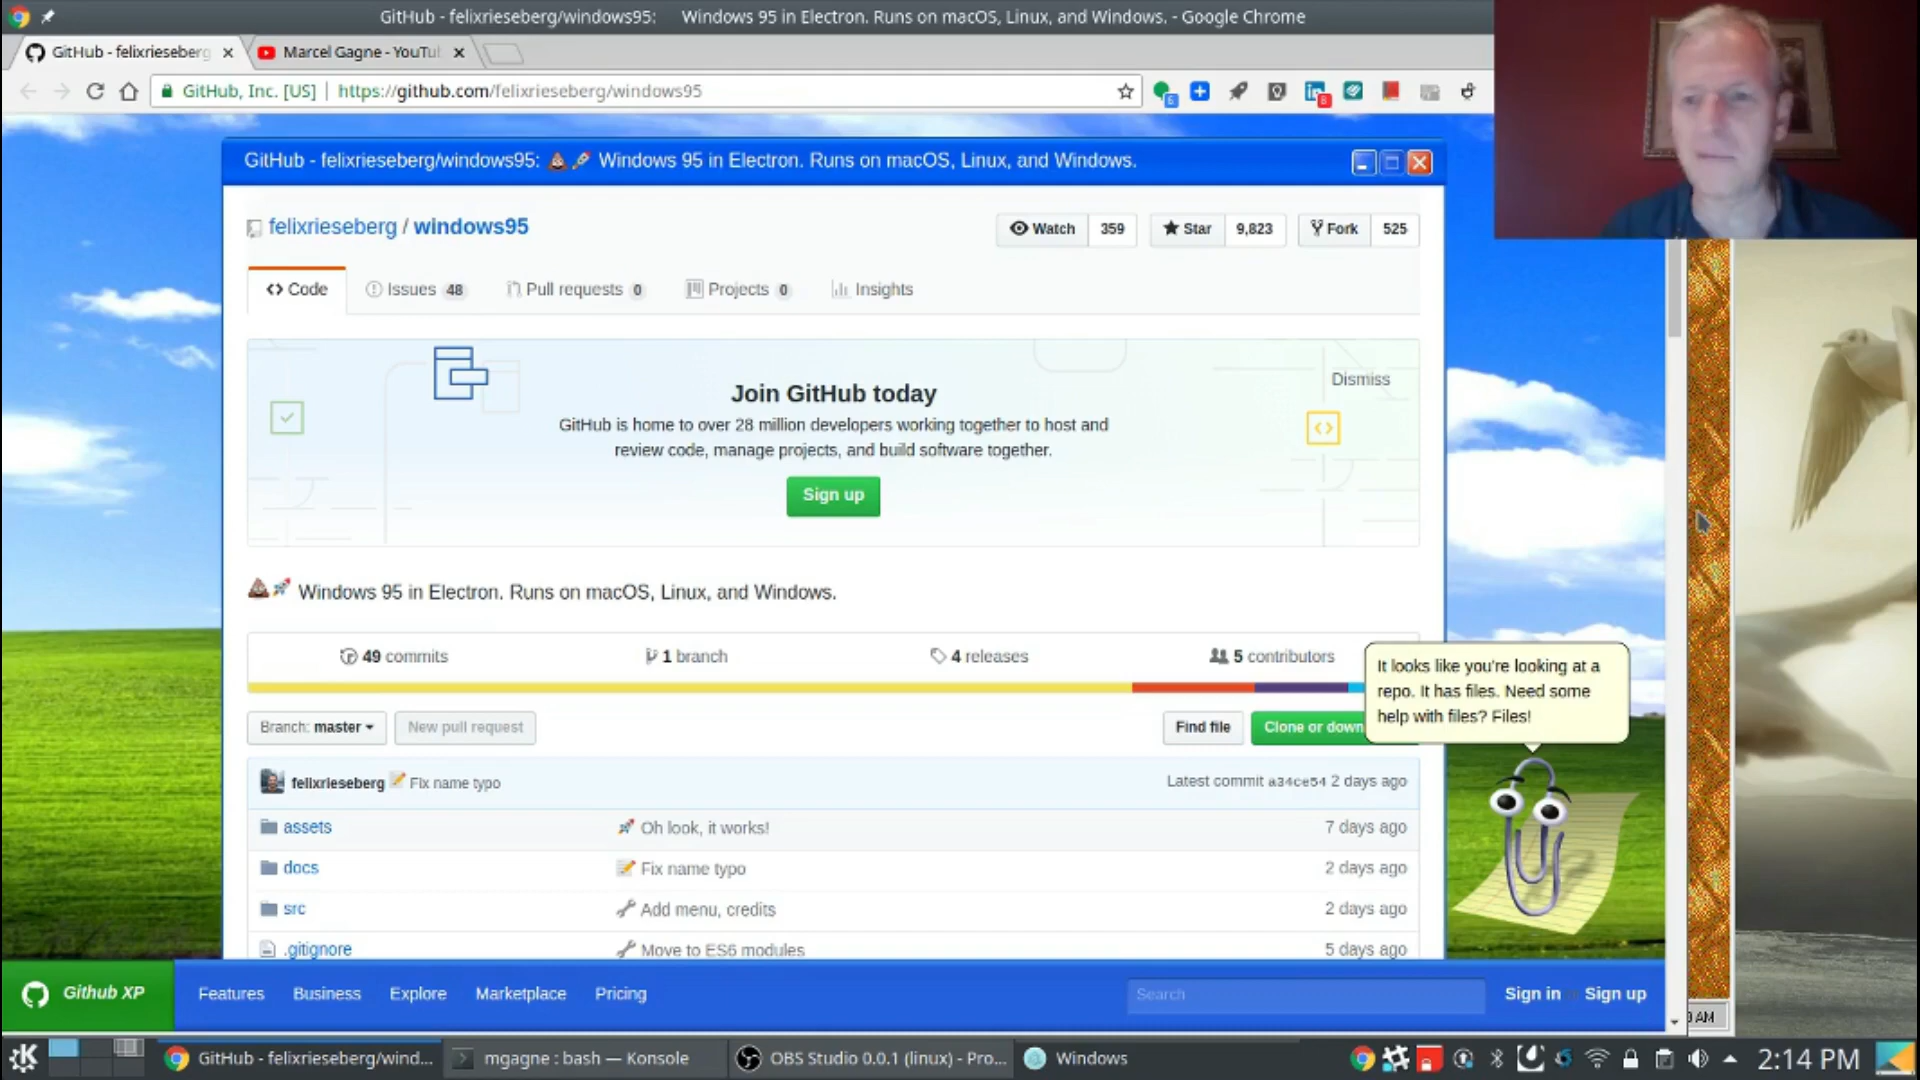 GitHub - felixrieseberg/windows95: Windows 95 in Electron. Runs on macOS, Linux, and Windows. - Google Chrome
GitHub - felixrieseberg
Marcel Gagne - YouTu
GitHub, Inc. [US] | https://github.com/felixrieseberg/windows95
6
8
GitHub - felixrieseberg/windows95: Windows 95 in Electron. Runs on macOS, Linux, and Windows.
felixrieseberg / windows95
Watch 359 Star 9,823 Fork 525
Code Issues 48 Pull requests 0 Projects 0 Insights
Join GitHub today
Dismiss
GitHub is home to over 28 million developers working together to host and
review code, manage projects, and build software together.
Sign up
Windows 95 in Electron. Runs on macOS, Linux, and Windows.
49 commits 1 branch 4 releases 5 contributors
It looks like you're looking at a
repo. It has files. Need some
help with files? Files!
Branch: master New pull request Find file Clone or down
felixrieseberg Fix name typo Latest commit a34ce54 2 days ago
assets Oh look, it works! 7 days ago
docs Fix name typo 2 days ago
src Add menu, credits 2 days ago
.gitignore Move to ES6 modules 5 days ago
Github XP Features Business Explore Marketplace Pricing Search Sign in or Sign up
AM
GitHub - felixrieseberg/wind... mgagne : bash — Konsole OBS Studio 0.0.1 (linux) - Pro... Windows 2:14 PM